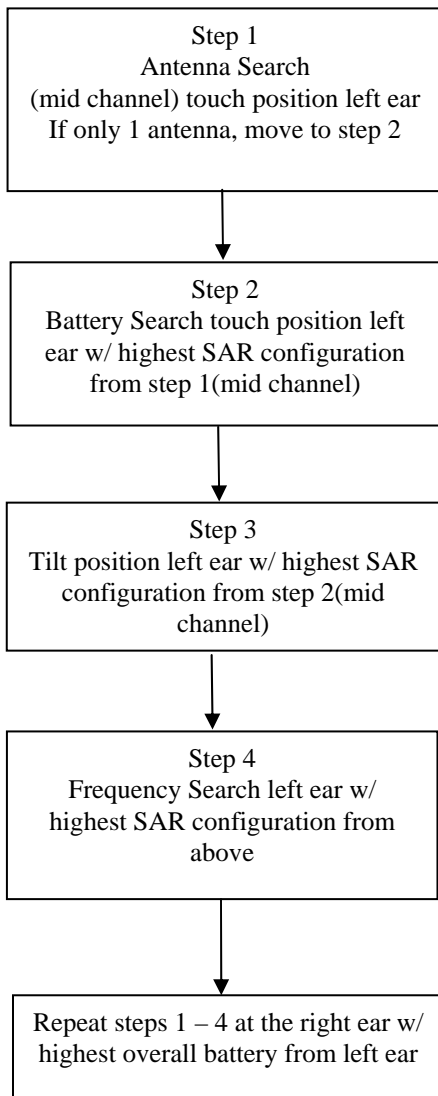 Step 1
Antenna Search
(mid channel) touch position left ear
If only 1 antenna, move to step 2
Step 2
Battery Search touch position left
ear w/ highest SAR configuration
from step 1(mid channel)
Step 3
Tilt position left ear w/ highest SAR
configuration from step 2(mid
channel)
Step 4
Frequency Search left ear w/
highest SAR configuration from
above
Repeat steps 1 – 4 at the right ear w/
highest overall battery from left ear